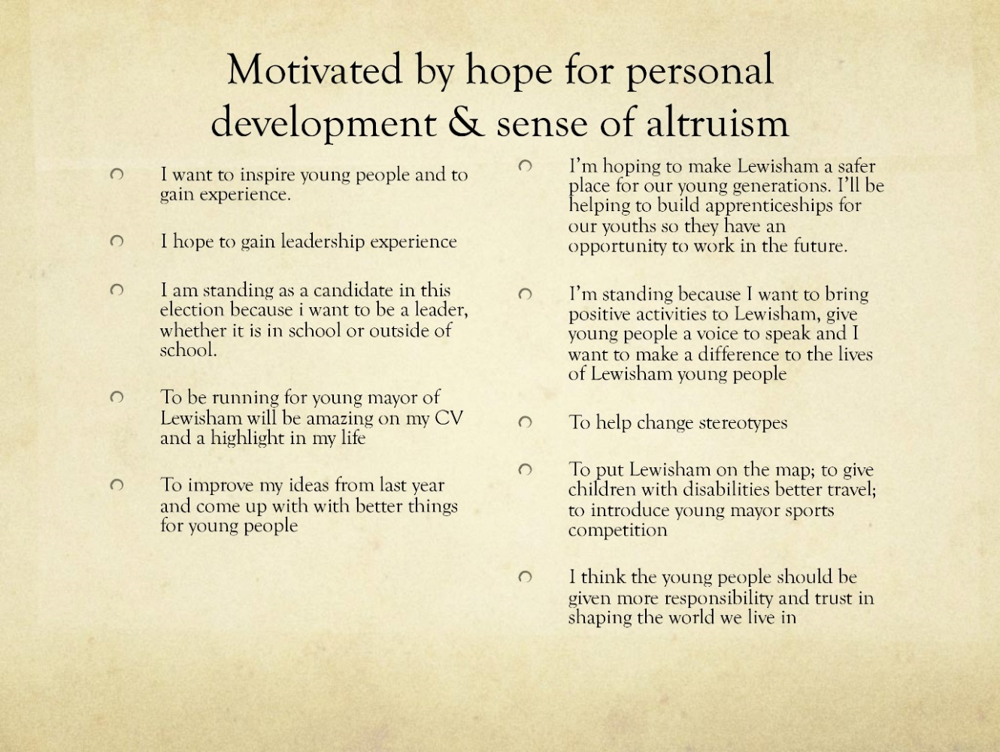 Motivated by hope for personal
development & sense of altruism
I want to inspire young people and to
gain experience.
I hope to gain leadership experience
I am standing as a candidate in this
election because i want to be a leader,
whether it is in school or outside of
school.
To be running for young mayor of
Lewisham will be amazing on my CV
and a highlight in my life
To improve my ideas from last year
and come up with with better things
for young people
I'm hoping to make Lewisham a safer
place for our young generations. I'll be
helping to build apprenticeships for
our youths so they have an
opportunity to work in the future.
I'm standing because I want to bring
positive activities to Lewisham, give
young people a voice to speak and I
want to make a difference to the lives
of Lewisham young people
To help change stereotypes
To put Lewisham on the map; to give
children with disabilities better travel;
to introduce young mayor sports
competition
I think the young people should be
given more responsibility and trust in
shaping the world we live in